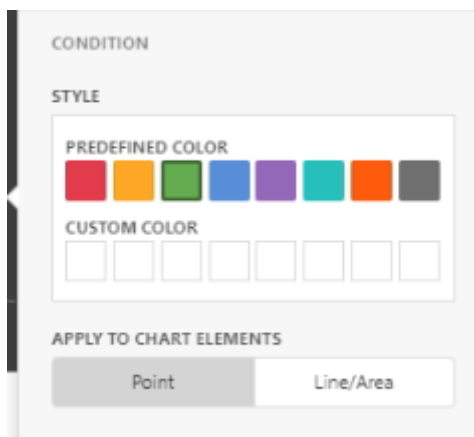 CONDITION
STYLE
PREDEFINED COLOR
CUSTOM COLOR
APPLY TO CHART ELEMENTS
Point Line/Area